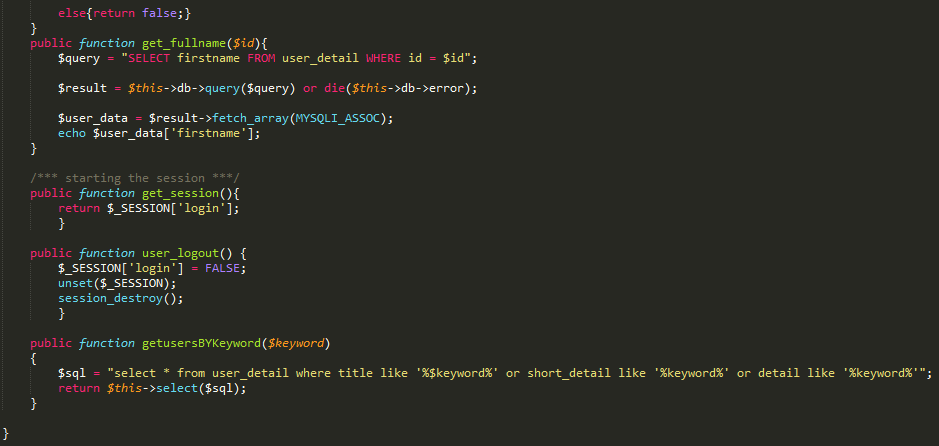 else{return false;}
}
public function get_fullname($id){
$query = "SELECT firstname FROM user_detail WHERE id = $id";
$result = $this->db->query($query) or die($this->db->error);
$user_data = $result->fetch_array(MYSQLI_ASSOC);
echo $user_data['firstname'];
}
/*** starting the session ***/
public function get_session(){
return $_SESSION['login'];
}
public function user_logout() {
$_SESSION['login'] = FALSE;
unset($_SESSION);
session_destroy();
}
public function getusersBYKeyword($keyword)
{
$sql = "select * from user_detail where title like '%$keyword%' or short_detail like '%keyword%' or detail like '%keyword%'";
return $this->select($sql);
}
}